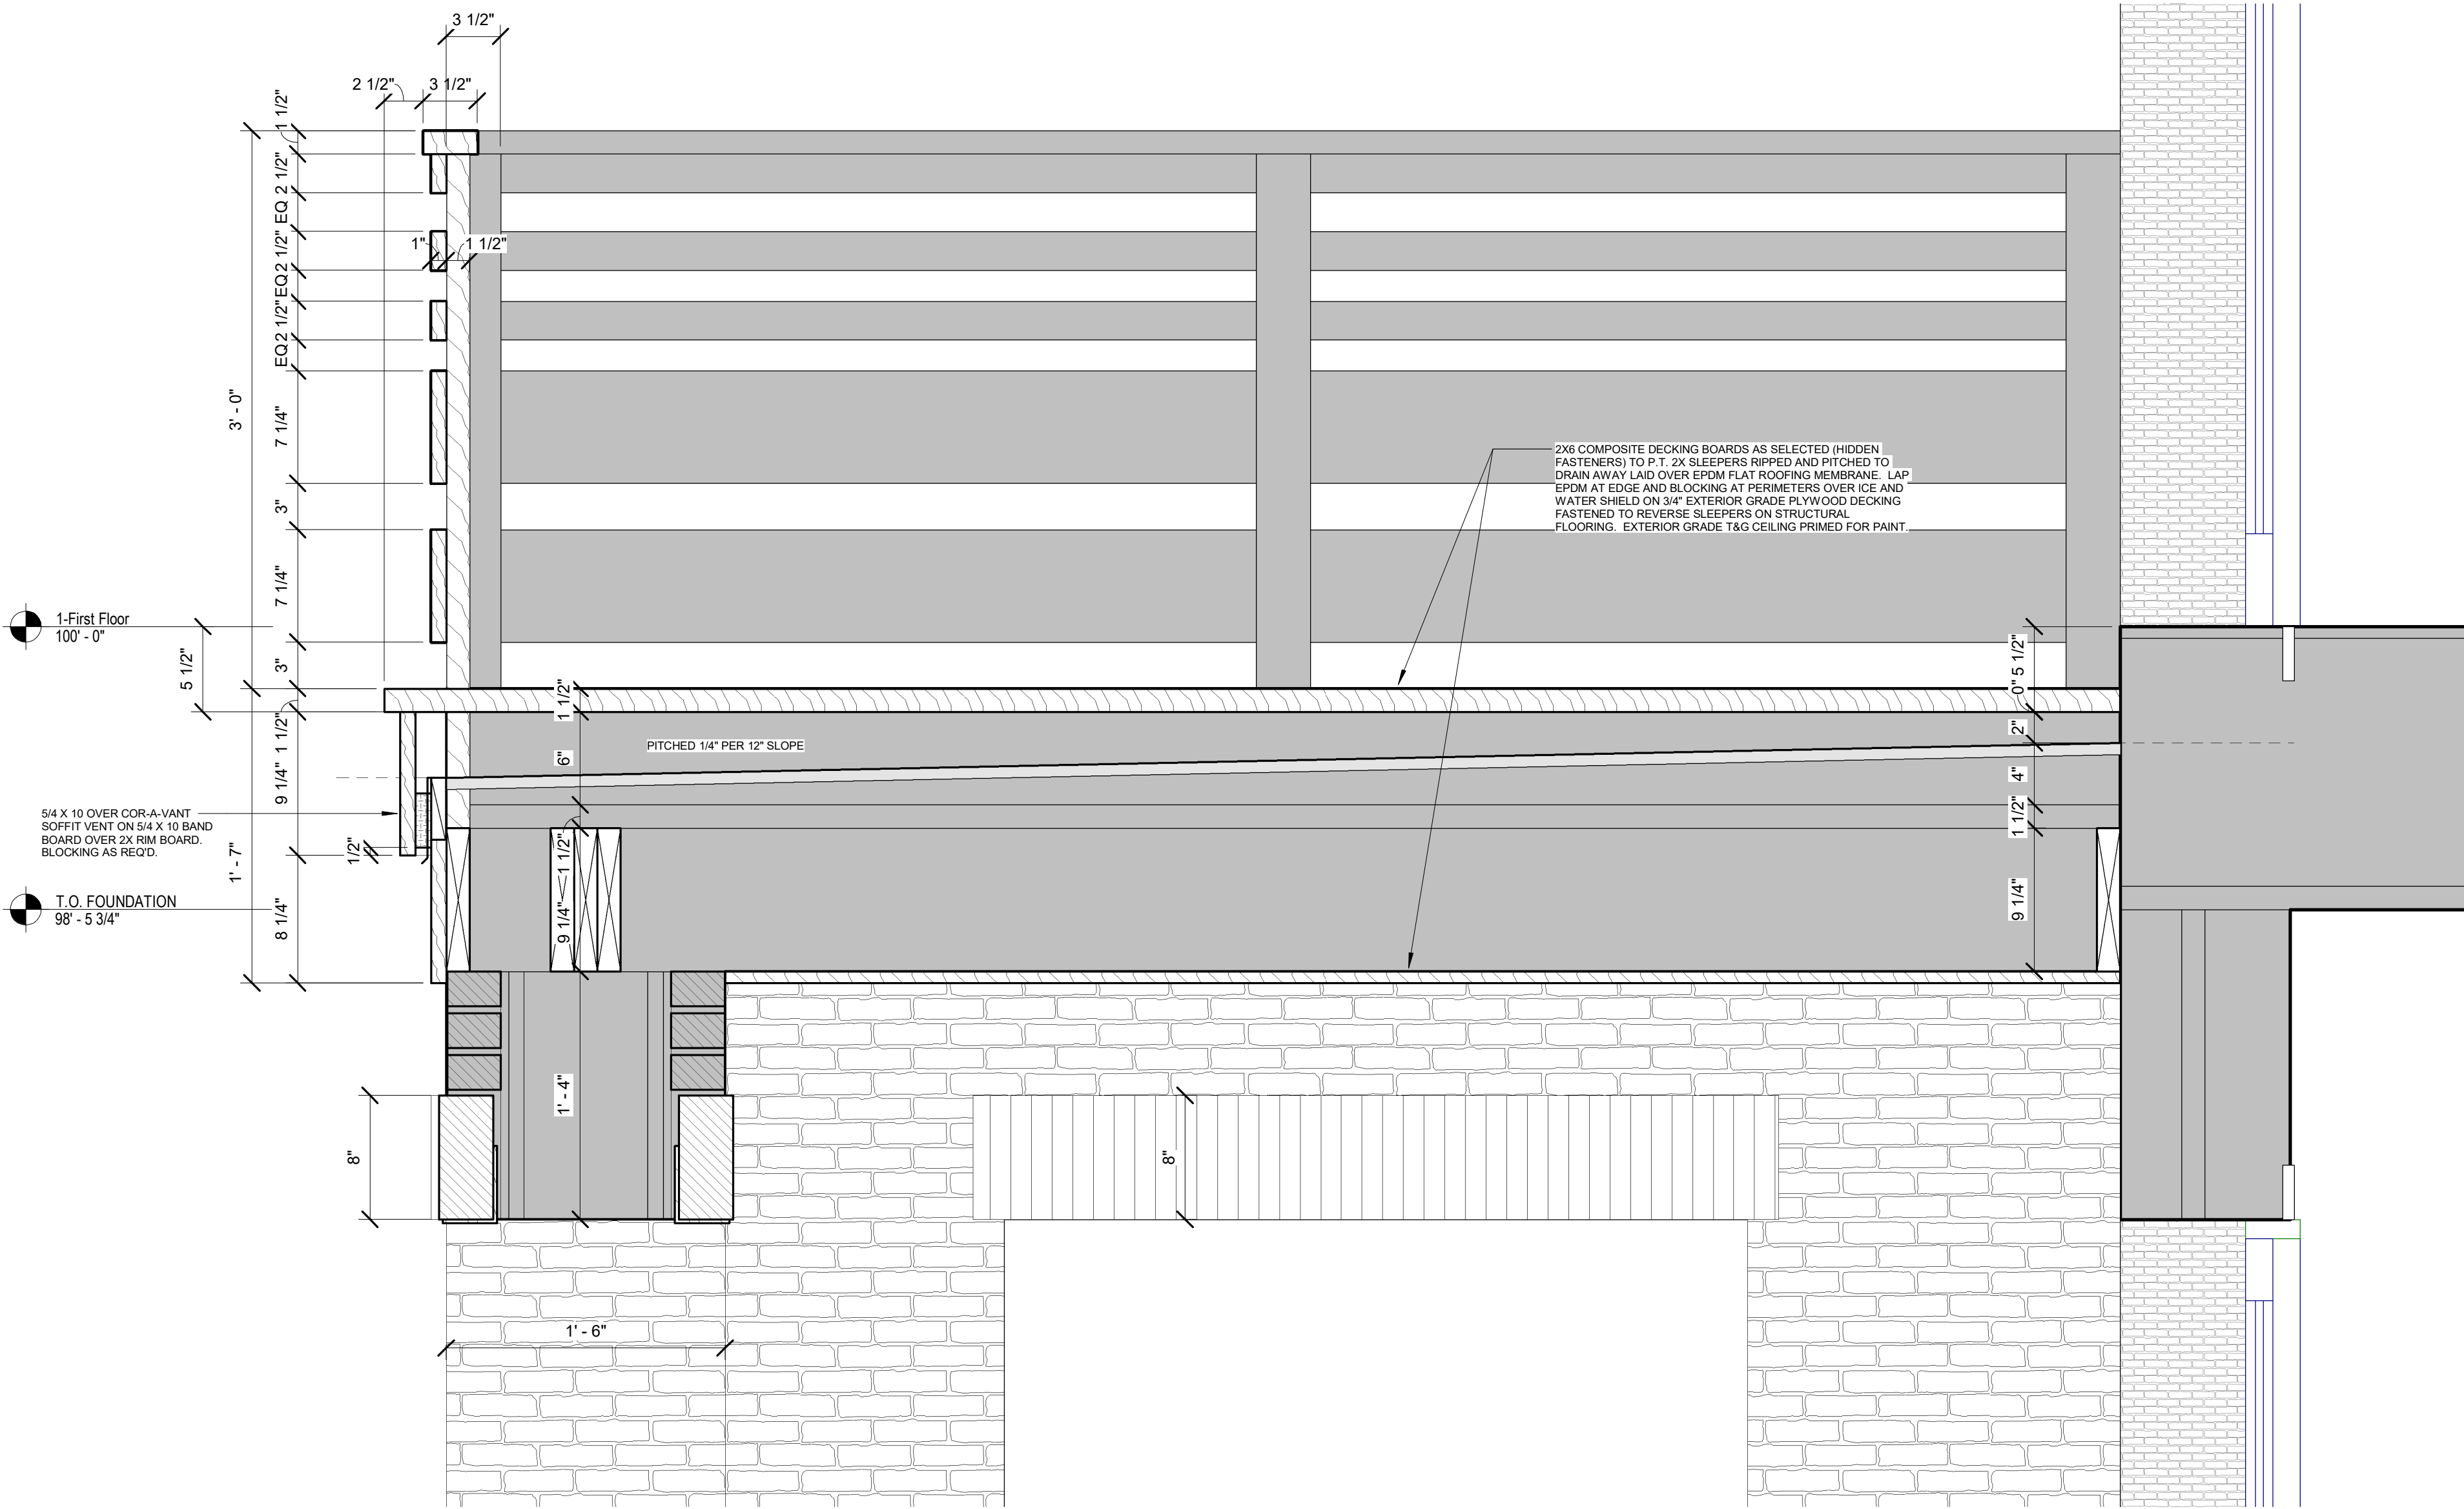 3 1/2"
2 1/2" 3 1/2"
1 1/2"
2 1/2"
EQ
2 1/2"
EQ
2 1/2"
EQ
7 1/4"
3"
7 1/4"
3"
1 1/2"
9 1/4"
8 1/4"
3' - 0"
1' - 7"
1" 1 1/2"
2X6 COMPOSITE DECKING BOARDS AS SELECTED (HIDDEN
FASTENERS) TO P.T. 2X SLEEPERS RIPPED AND PITCHED TO
DRAIN AWAY LAID OVER EPDM FLAT ROOFING MEMBRANE. LAP
EPDM AT EDGE AND BLOCKING AT PERIMETERS OVER ICE AND
WATER SHIELD ON 3/4" EXTERIOR GRADE PLYWOOD DECKING
FASTENED TO REVERSE SLEEPERS ON STRUCTURAL
FLOORING. EXTERIOR GRADE T&G CEILING PRIMED FOR PAINT.
1-First Floor
100' - 0"
5 1/2"
1 1/2"
6"
1 1/2"
9 1/4"
1' - 4"
PITCHED 1/4" PER 12" SLOPE
0" 5 1/2"
2"
4"
1 1/2"
9 1/4"
5/4 X 10 OVER COR-A-VANT
SOFFIT VENT ON 5/4 X 10 BAND
BOARD OVER 2X RIM BOARD.
BLOCKING AS REQ'D.
1/2"
T.O. FOUNDATION
98' - 5 3/4"
8"
8"
1' - 6"